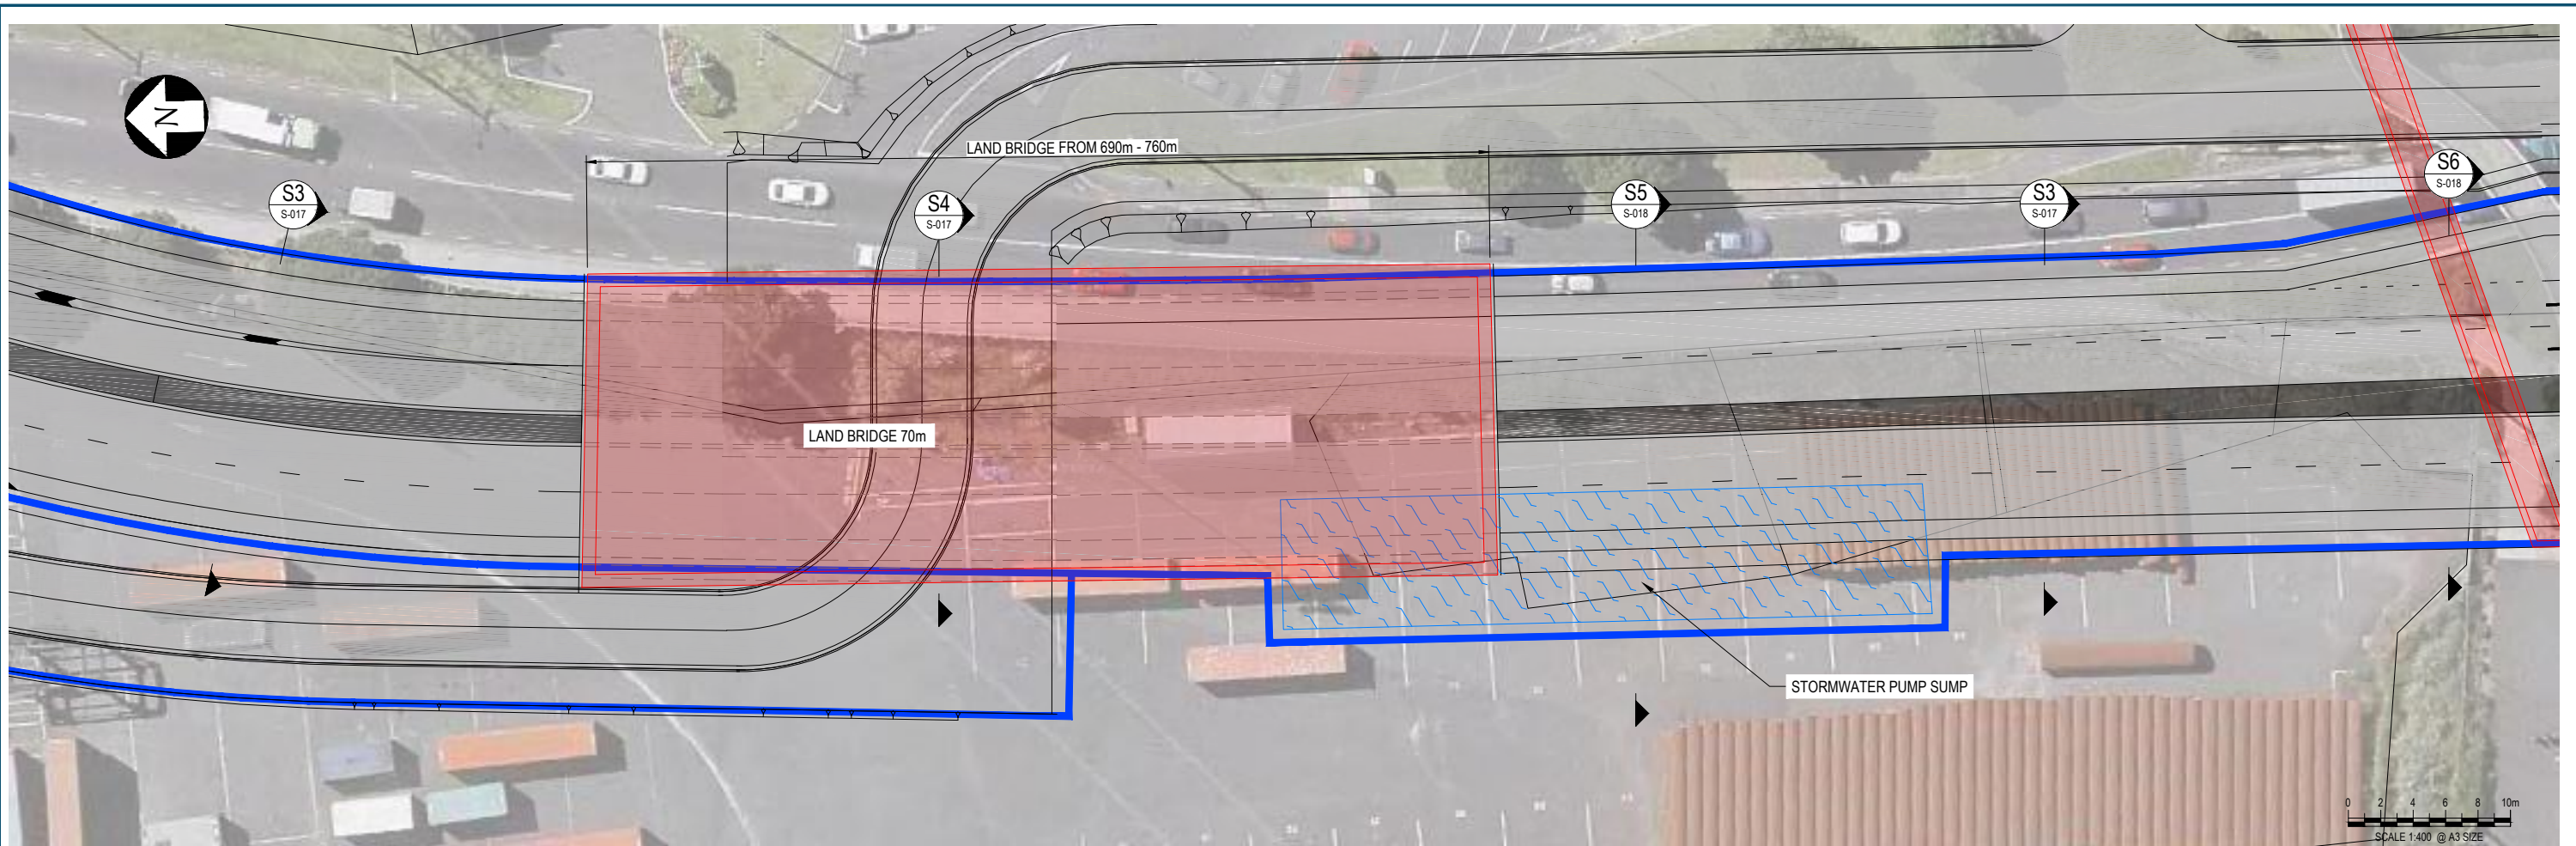 N
LAND BRIDGE FROM 690m - 760m
S3
S-017
S4
S-017
S5
S-018
S3
S-017
S6
S-018
LAND BRIDGE 70m
STORMWATER PUMP SUMP
0 2 4 6 8 10m
SCALE 1:400 @ A3 SIZE